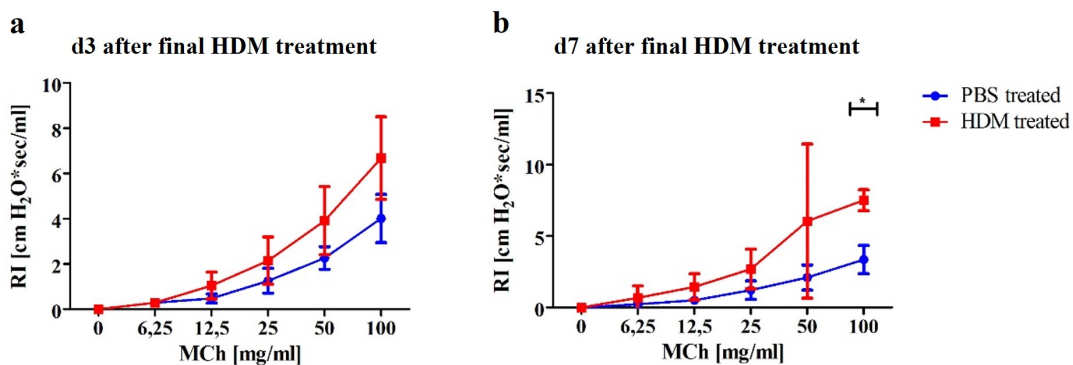 a
d3 after final HDM treatment
RI [cm H₂O*sec/ml]
10
8
6
4
2
0
0 6,25 12,5 25 50 100
MCh [mg/ml]
b
d7 after final HDM treatment
RI [cm H₂O*sec/ml]
15
10
5
0
*
0 6,25 12,5 25 50 100
MCh [mg/ml]
PBS treated
HDM treated